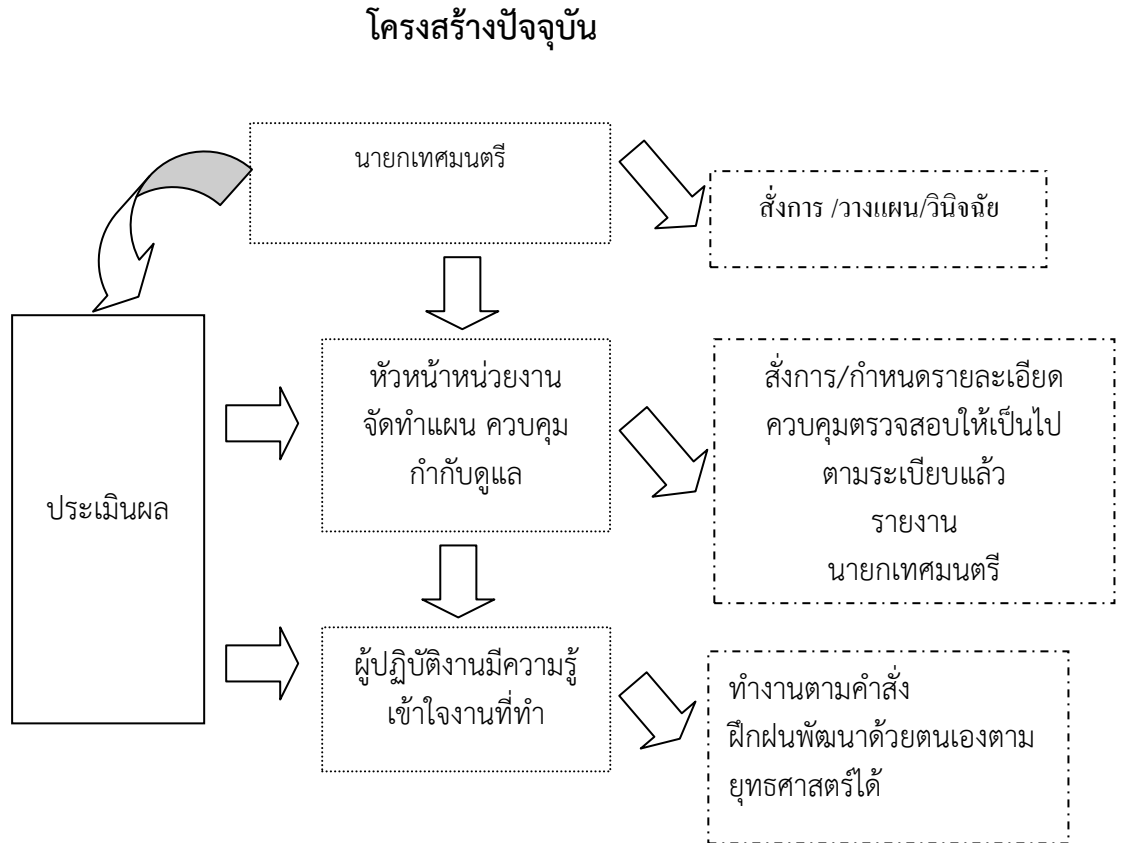 โครงสร้างปัจจุบัน
นายกเทศมนตรี
สั่งการ /วางแผน/วินิจฉัย
หัวหน้าหน่วยงาน
จัดทำแผน ควบคุม
กำกับดูแล
สั่งการ/กำหนดรายละเอียด
ควบคุมตรวจสอบให้เป็นไป
ตามระเบียบแล้ว
รายงาน
นายกเทศมนตรี
ประเมินผล
ผู้ปฏิบัติงานมีความรู้
เข้าใจงานที่ทำ
ทำงานตามคำสั่ง
ฝึกฝนพัฒนาด้วยตนเองตาม
ยุทธศาสตร์ได้